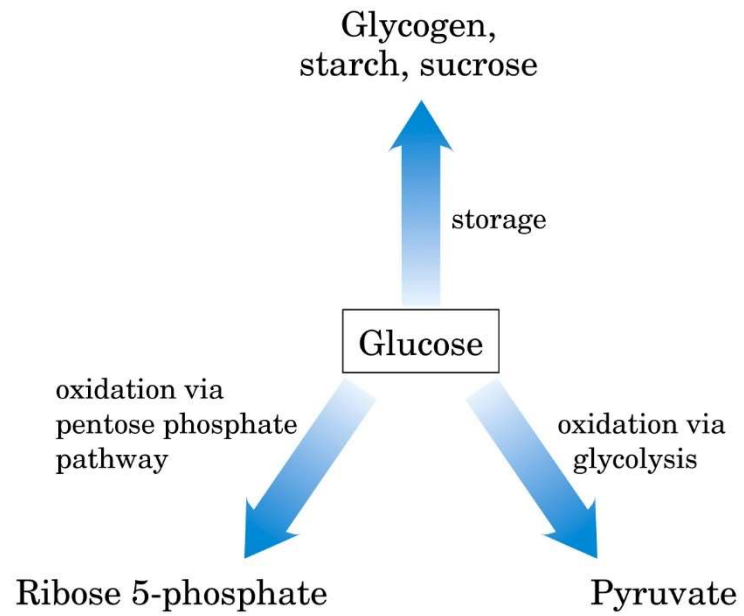 Glycogen,
starch, sucrose
storage
Glucose
oxidation via
pentose phosphate
pathway
oxidation via
glycolysis
Ribose 5-phosphate
Pyruvate